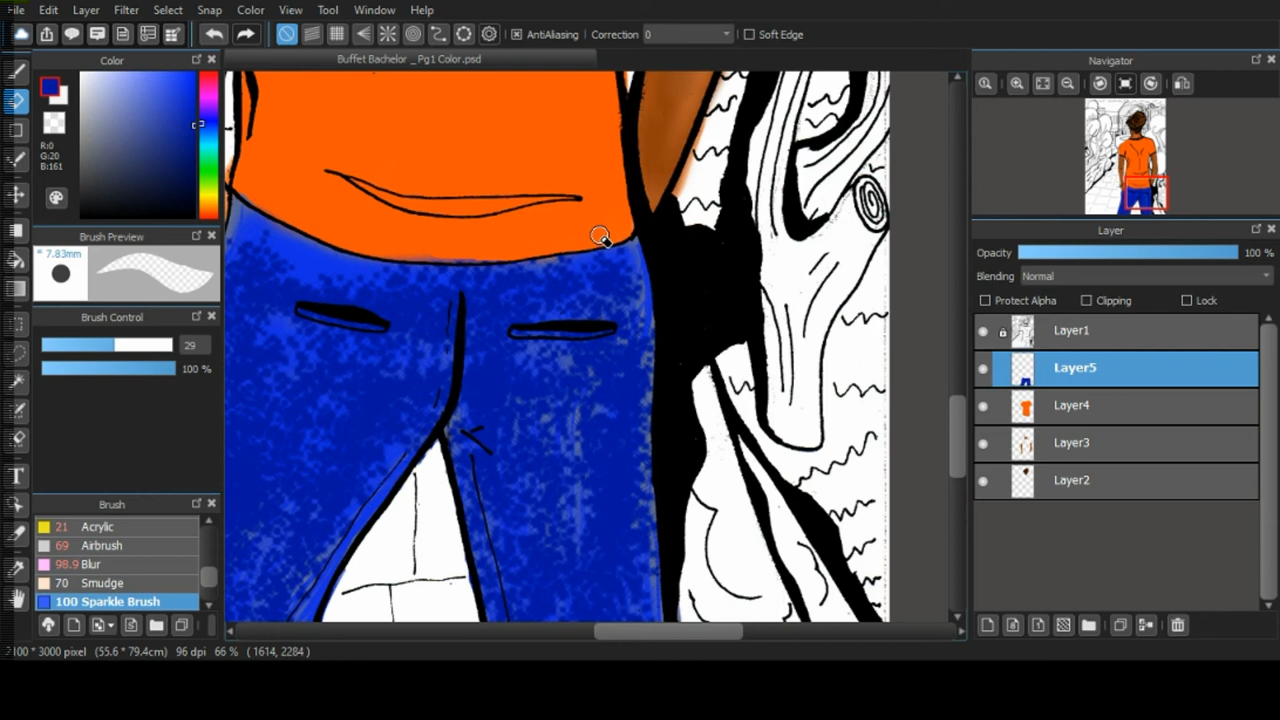 File Edit Layer Filter Select Snap Color View Tool Window Help
AntiAliasing Correction 0 Soft Edge
Color
Buffet Bachelor _Pg1 Color.psd
Navigator
R:0
G:20
B:161
Brush Preview
* 7.83mm
Layer
Opacity 100 %
Blending Normal
Protect Alpha Clipping Lock
Brush Control
29
100 %
Layer1
Layer5
Layer4
Layer3
Layer2
Brush
21 Acrylic
69 Airbrush
98.9 Blur
70 Smudge
100 Sparkle Brush
T
100 * 3000 pixel (55.6 * 79.4cm) 96 dpi 66 % ( 1614, 2284 )